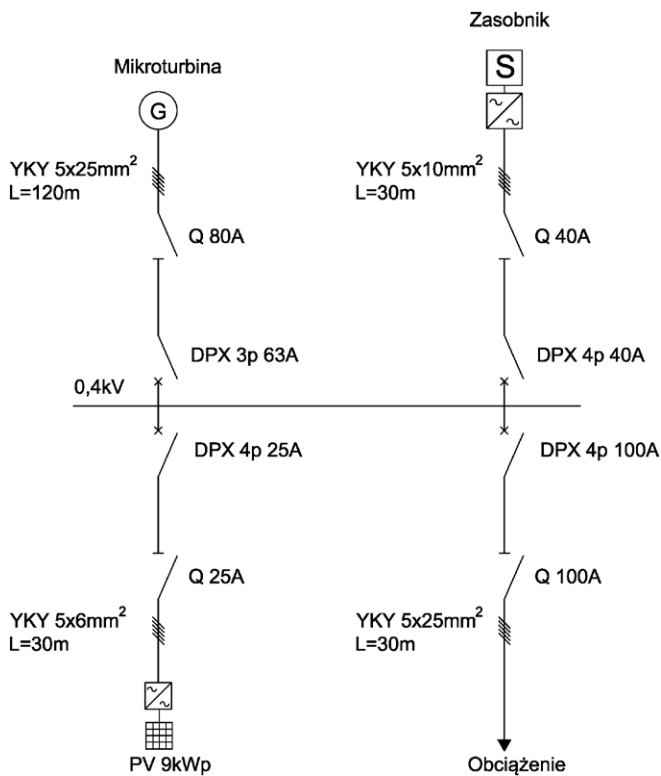 Zasobnik
S
Mikroturbina
G
YKY 5x25mm²
L=120m
YKY 5x10mm²
L=30m
Q 80A
Q 40A
DPX 3p 63A
DPX 4p 40A
0,4kV
DPX 4p 25A
DPX 4p 100A
Q 25A
Q 100A
YKY 5x6mm²
L=30m
YKY 5x25mm²
L=30m
PV 9kWp
Obciążenie